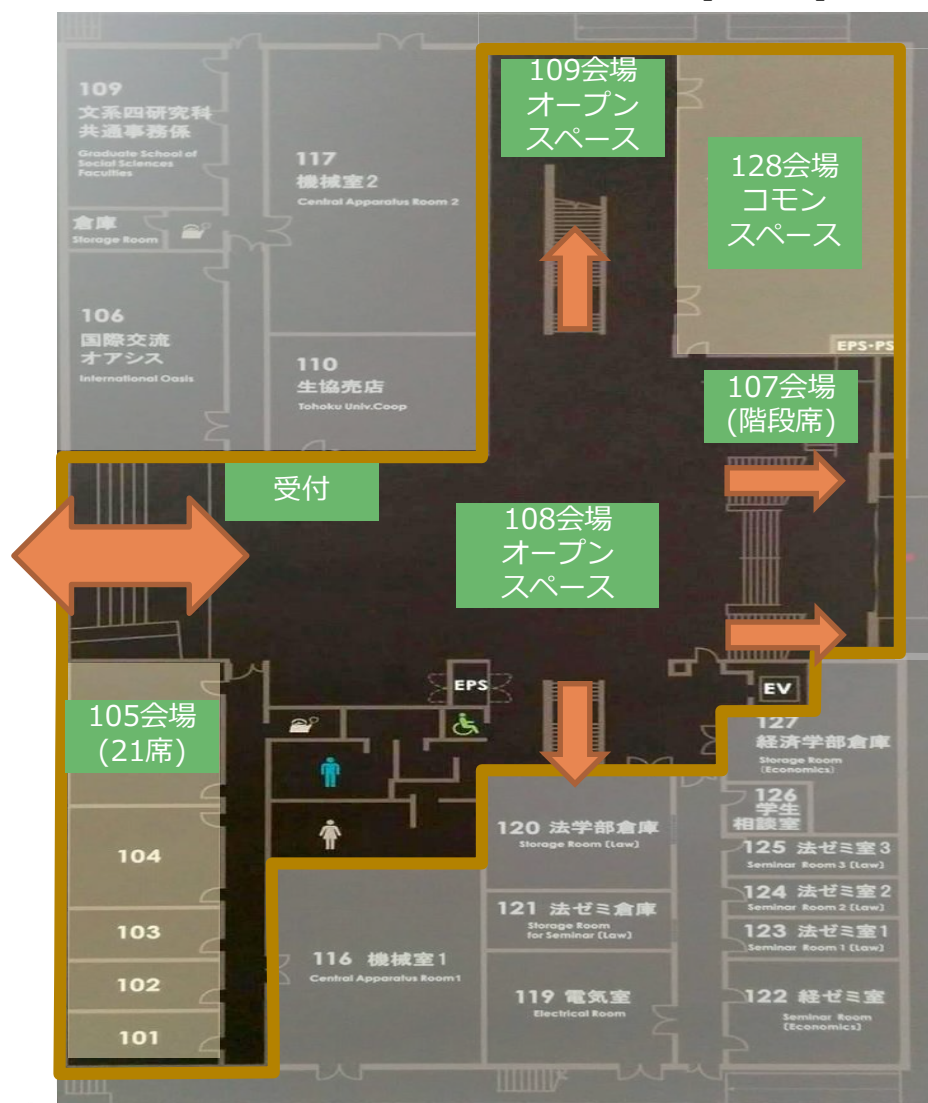 109会場
オープン
スペース
109
文系四研究科
共通事務係
Graduate School of
Social Sciences
Faculties
117
機械室2
Central Apparatus Room 2
128会場
コモン
スペース
倉庫
Storage Room
106
国際交流
オアシス
International Oasis
110
生協売店
Tohoku Univ.Coop
EPS・PS
107会場
(階段席)
受付
108会場
オープン
スペース
EPS
EV
105会場
(21席)
127
経済学部倉庫
Storage Room
(Economics)
126
学生
相談室
120 法学部倉庫
Storage Room (Law)
125 法ゼミ室3
Seminar Room 3 (Law)
104
124 法ゼミ室2
Seminar Room 2 (Law)
121 法ゼミ倉庫
Storage Room
for Seminar (Law)
123 法ゼミ室1
Seminar Room 1 (Law)
103
116 機械室1
Central Apparatus Room1
102
119 電気室
Electrical Room
122 経ゼミ室
Seminar Room
(Economics)
101